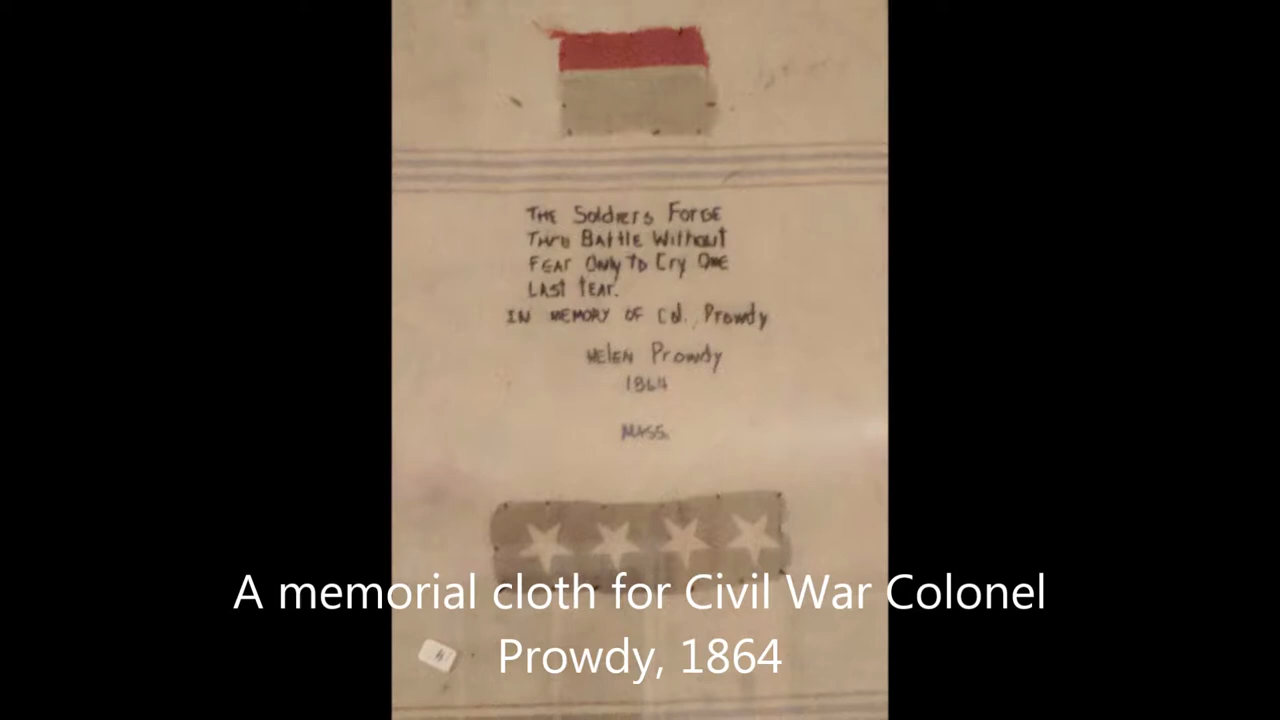 THE Soldiers FORGE
Thru BAttlE Without
FEAR ONly TO Cry ONE
LASt tEAR.
IN MEMORY OF Col. Prowdy
HElEN Prowdy
1864
MASS.
A memorial cloth for Civil War Colonel
Prowdy, 1864